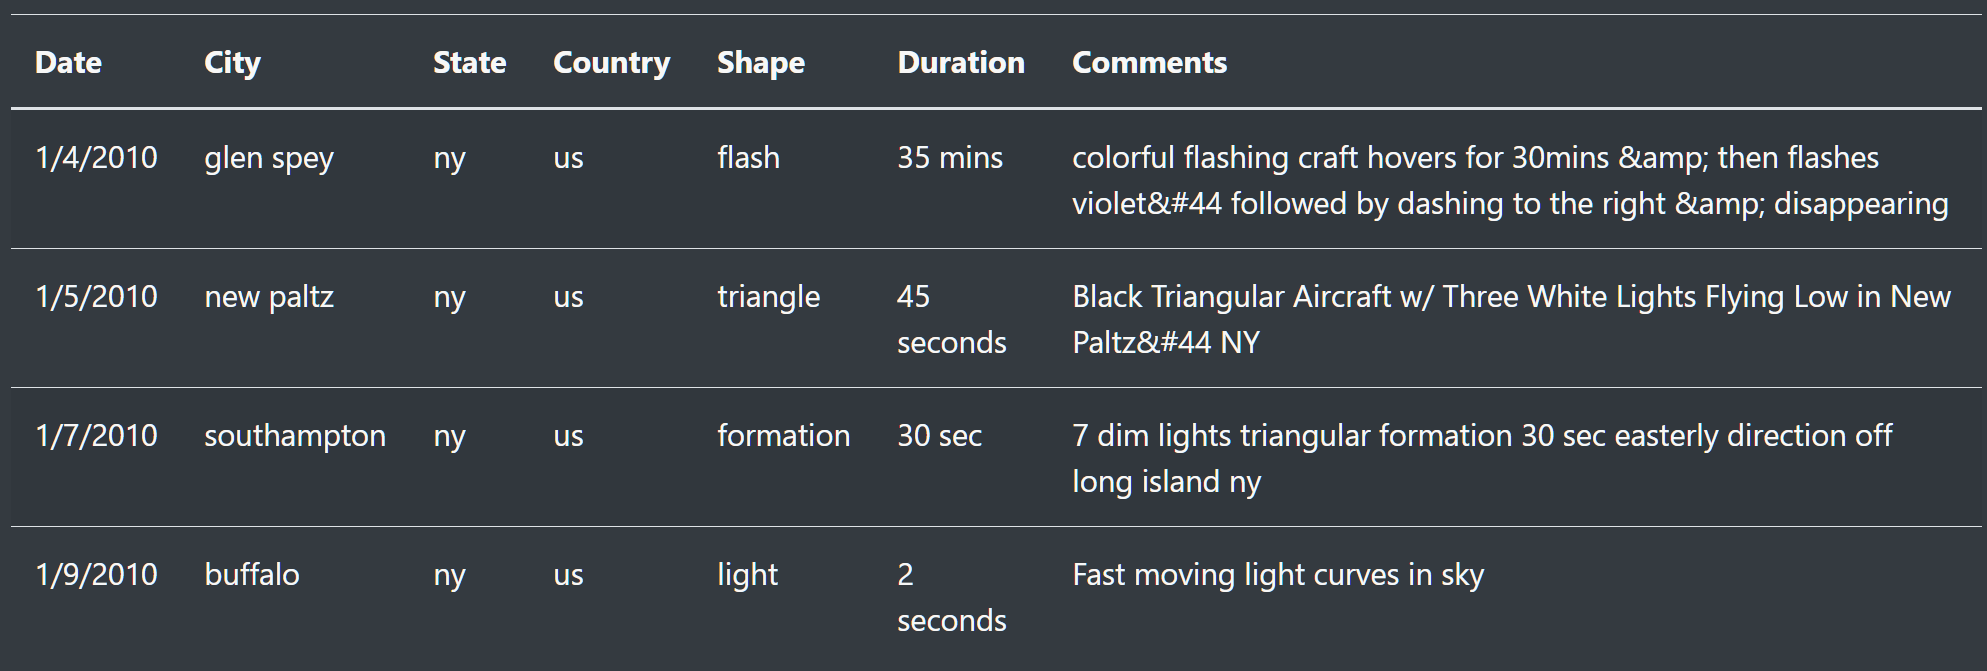 Date City State Country Shape Duration Comments
1/4/2010 glen spey ny us flash 35 mins colorful flashing craft hovers for 30mins &amp; then flashes
violet&#44 followed by dashing to the right &amp; disappearing
1/5/2010 new paltz ny us triangle 45 Black Triangular Aircraft w/ Three White Lights Flying Low in New
seconds Paltz&#44 NY
1/7/2010 southampton ny us formation 30 sec 7 dim lights triangular formation 30 sec easterly direction off
long island ny
1/9/2010 buffalo ny us light 2 Fast moving light curves in sky
seconds